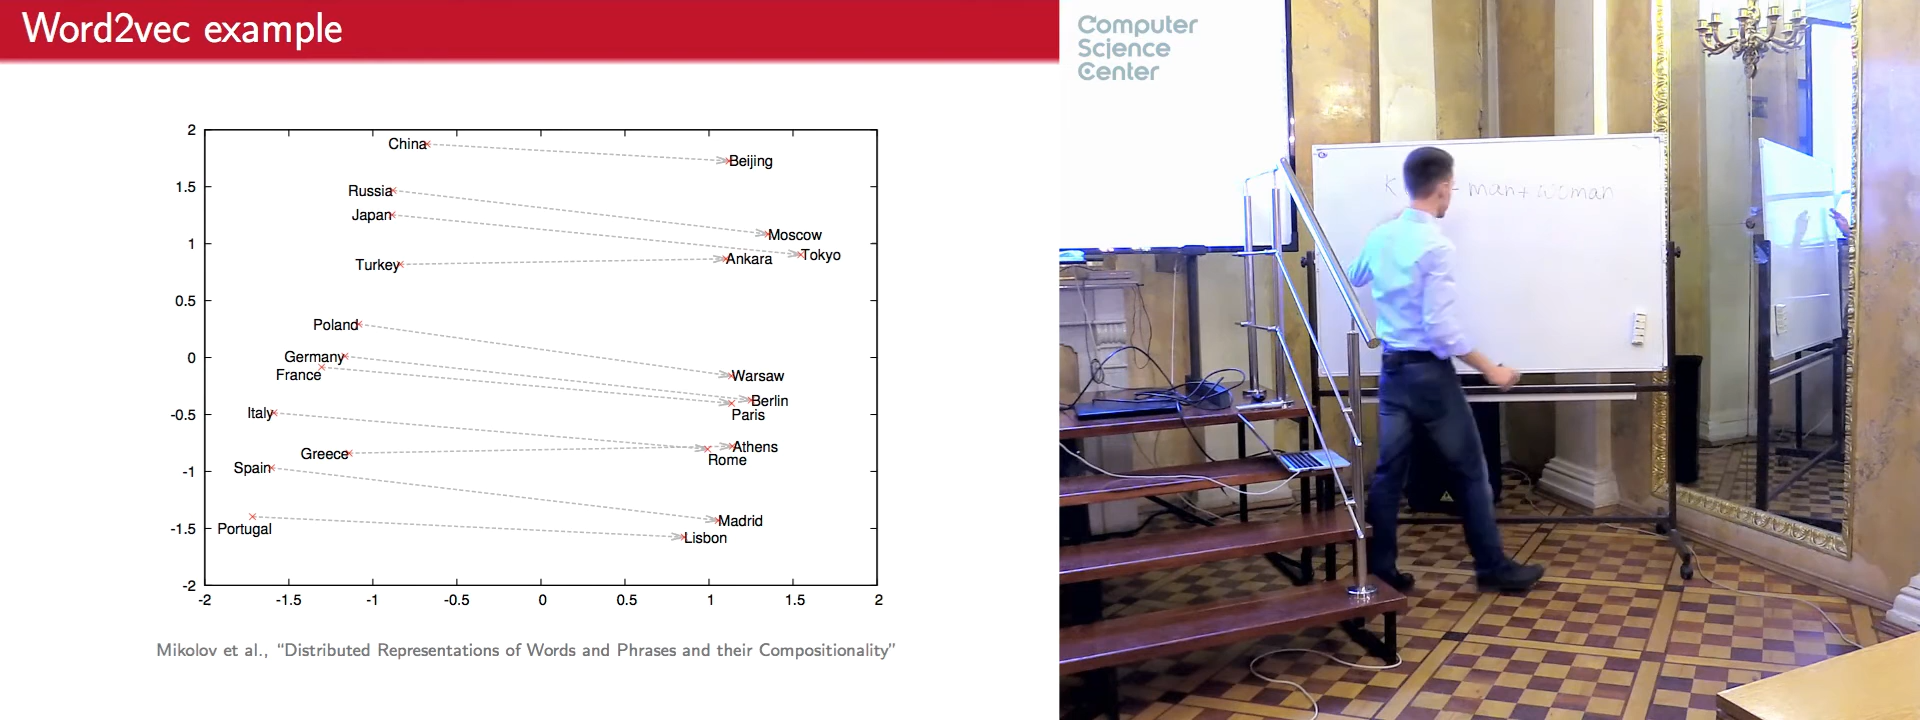 Word2vec example
2
1.5
1
0.5
0
-0.5
-1
-1.5
-2
-2
-1.5
-1
-0.5
0
0.5
1
1.5
2
China
Beijing
Russia
Moscow
Japan
Tokyo
Turkey
Ankara
Poland
Warsaw
Germany
Berlin
France
Paris
Italy
Rome
Greece
Athens
Spain
Madrid
Portugal
Lisbon
Mikolov et al., “Distributed Representations of Words and Phrases and their Compositionality”
Computer
Science
Center
- man + woman